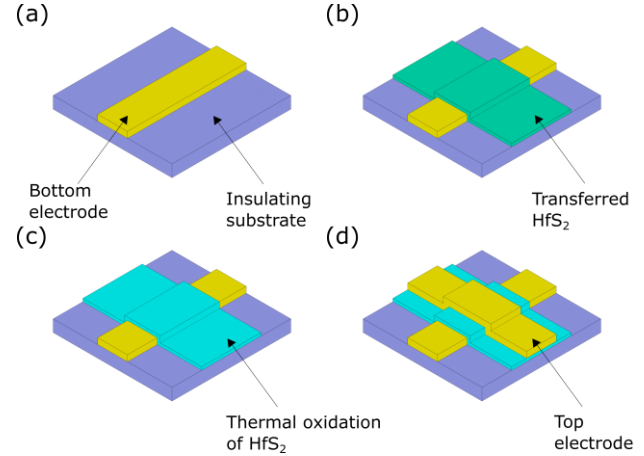 (a)
(b)
Bottom
electrode
Insulating
substrate
Transferred
HfS₂
(c)
(d)
Thermal oxidation
of HfS₂
Top
electrode